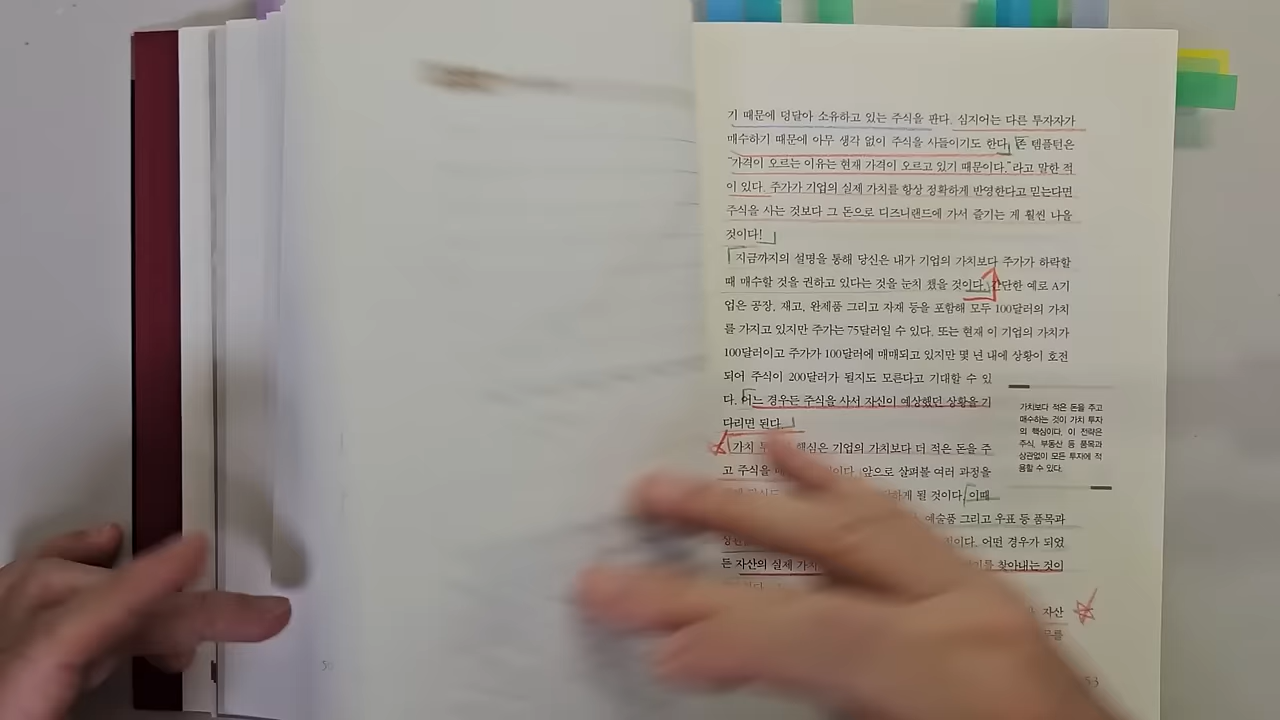 기 때문에 덩달아 소유하고 있는 주식을 판다. 심지어는 다른 투자자가
매수하기 때문에 아무 생각 없이 주식을 사들이기도 한다. 존 템플턴은
"가격이 오르는 이유는 현재 가격이 오르고 있기 때문이다."라고 말한 적
이 있다. 주가가 기업의 실제 가치를 항상 정확하게 반영한다고 믿는다면
주식을 사는 것보다 그 돈으로 디즈니랜드에 가서 즐기는 게 훨씬 나을
것이다!
지금까지의 설명을 통해 당신은 내가 기업의 가치보다 주가가 하락할
때 매수할 것을 권하고 있다는 것을 눈치 챘을 것이다. 간단한 예로 A기
업은 공장, 재고, 완제품 그리고 자재 등을 포함해 모두 100달러의 가치
를 가지고 있지만 주가는 75달러일 수 있다. 또는 현재 이 기업의 가치가
100달러이고 주가가 100달러에 매매되고 있지만 몇 년 내에 상황이 호전
되어 주식이 200달러가 될지도 모른다고 기대할 수 있
다. 어느 경우든 주식을 사서 자신이 예상했던 상황을 기
다리면 된다.
가치 핵심은 기업의 가치보다 더 적은 돈을 주
고 주식을 앞으로 살펴볼 여러 과정을
하게 될 것이다. 이때
예술품 그리고 우표 등 품목과
어떤 경우가 되었
든 자산의 실제 가치 찾아내는 것이
자산
가치보다 적은 돈을 주고
매수하는 것이 가치 투자
의 핵심이다. 이 전략은
주식, 부동산 등 품목과
상관없이 모든 투자에 적
용할 수 있다.
50
53